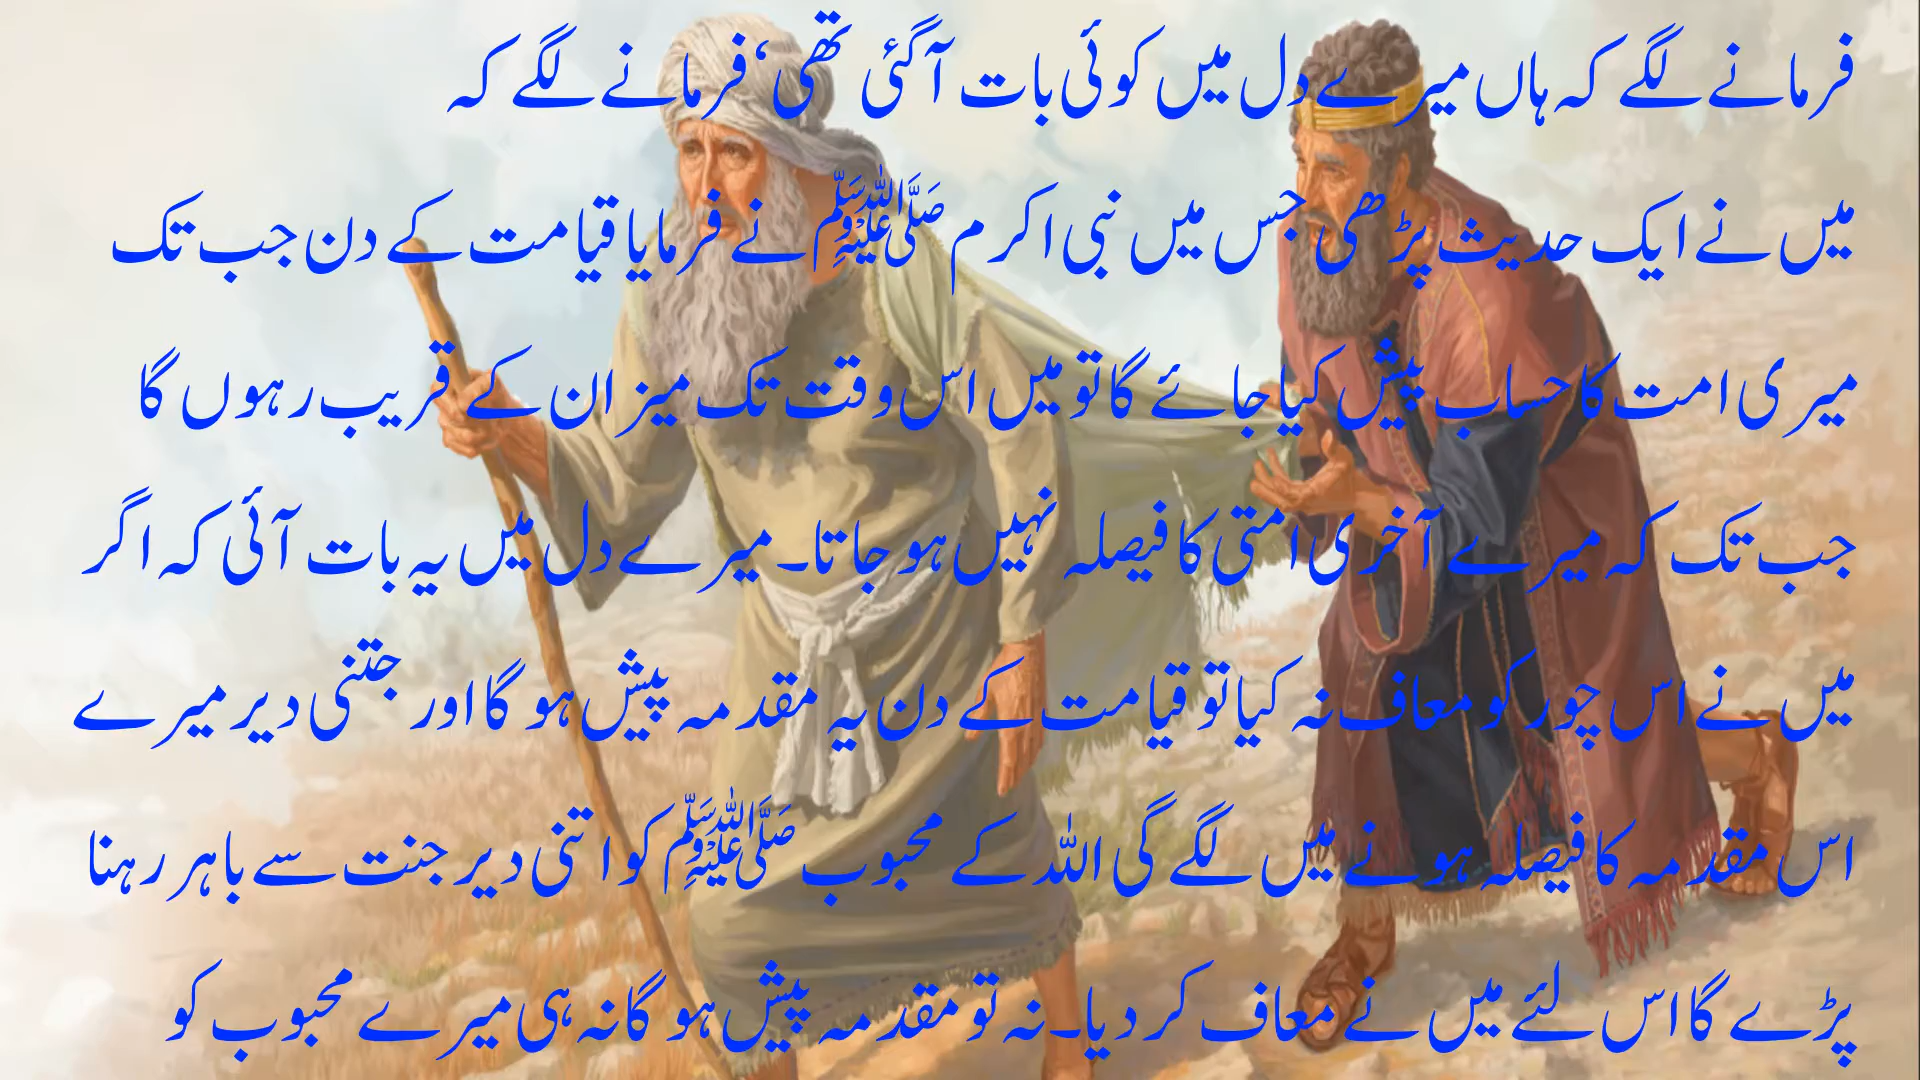 فرمانے لگے کہ ہاں میرے دل میں کوئی بات آگئی تھی‘ فرمانے لگے کہ
میں نے ایک حدیث پڑھی جس میں نبی اکرم ﷺ نے فرمایا قیامت کے دن جب تک
میری امت کا حساب پیش کیا جائے گا تو میں اس وقت تک میزان کے قریب رہوں گا
جب تک کہ میرے آخری امتی کا فیصلہ نہیں ہو جاتا۔ میرے دل میں یہ بات آئی کہ اگر
میں نے اس چور کو معاف نہ کیا تو قیامت کے دن یہ مقدمہ پیش ہو گا اور جتنی دیر میرے
اس مقدمہ کا فیصلہ ہونے میں لگے گی اللہ کے محبوب ﷺ کو اتنی دیر جنت سے باہر رہنا
پڑے گا اس لئے میں نے معاف کر دیا۔ نہ تو مقدمہ پیش ہو گا نہ ہی میرے محبوب کو